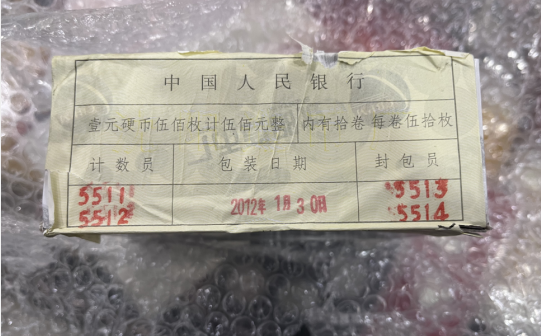 中国人民银行
壹元硬币伍佰枚计伍佰元整 内有拾卷 每卷伍拾枚
计数员 包装日期 封包员
5511 5513
2012年 1月30日
5512 5514